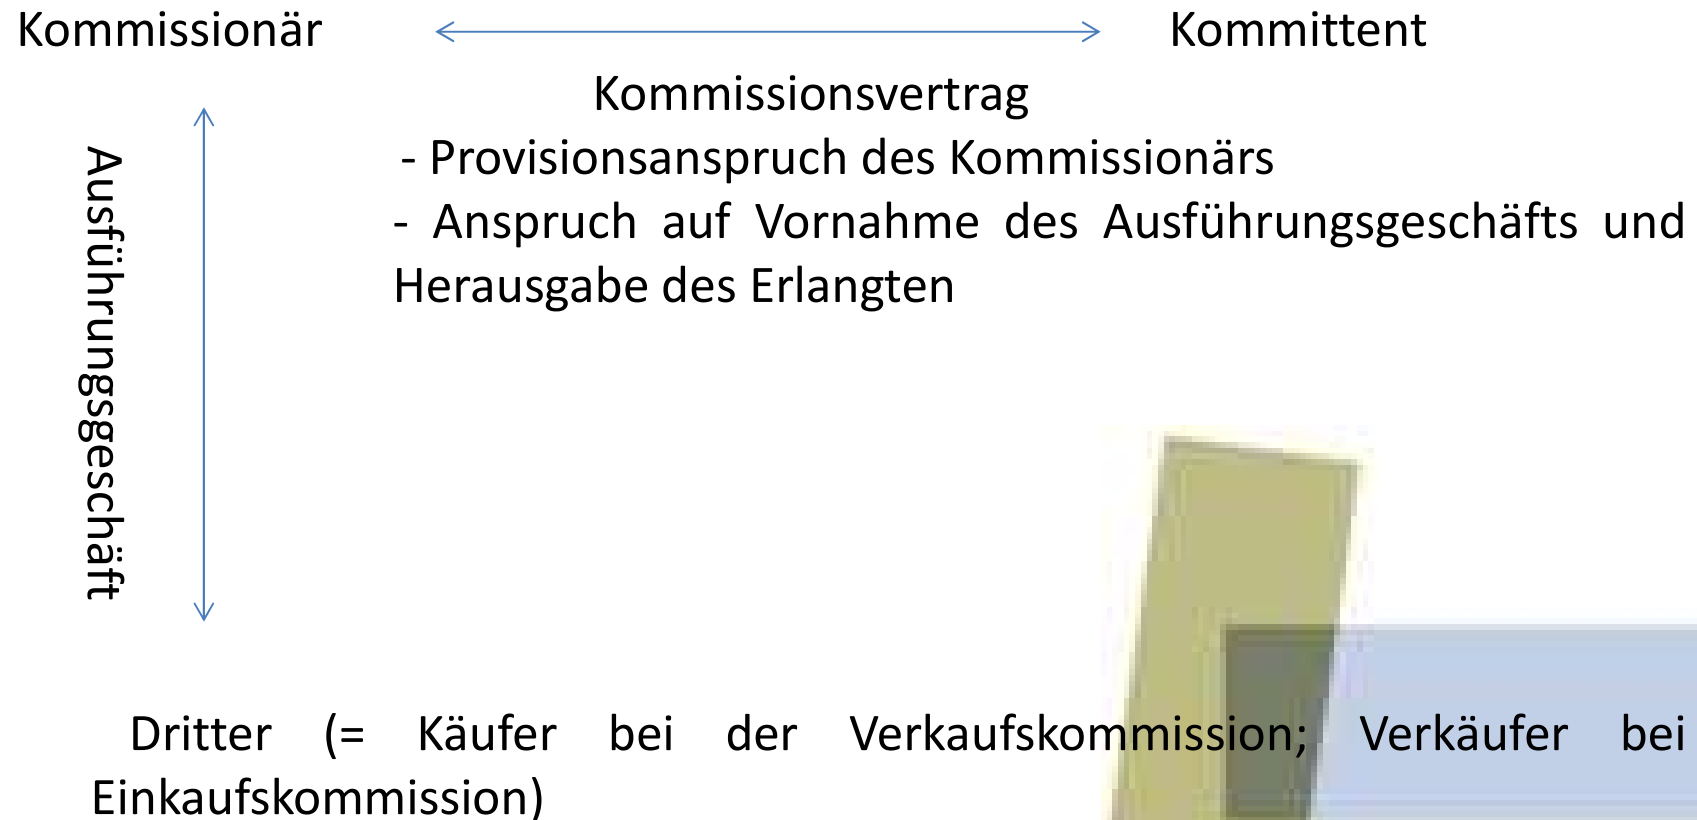 Kommissionär Kommittent
Kommissionsvertrag
- Provisionsanspruch des Kommissionärs
- Anspruch auf Vornahme des Ausführungsgeschäfts und
Herausgabe des Erlangten
Ausführungsgeschäft
Dritter (= Käufer bei der Verkaufskommission; Verkäufer bei
Einkaufskommission)